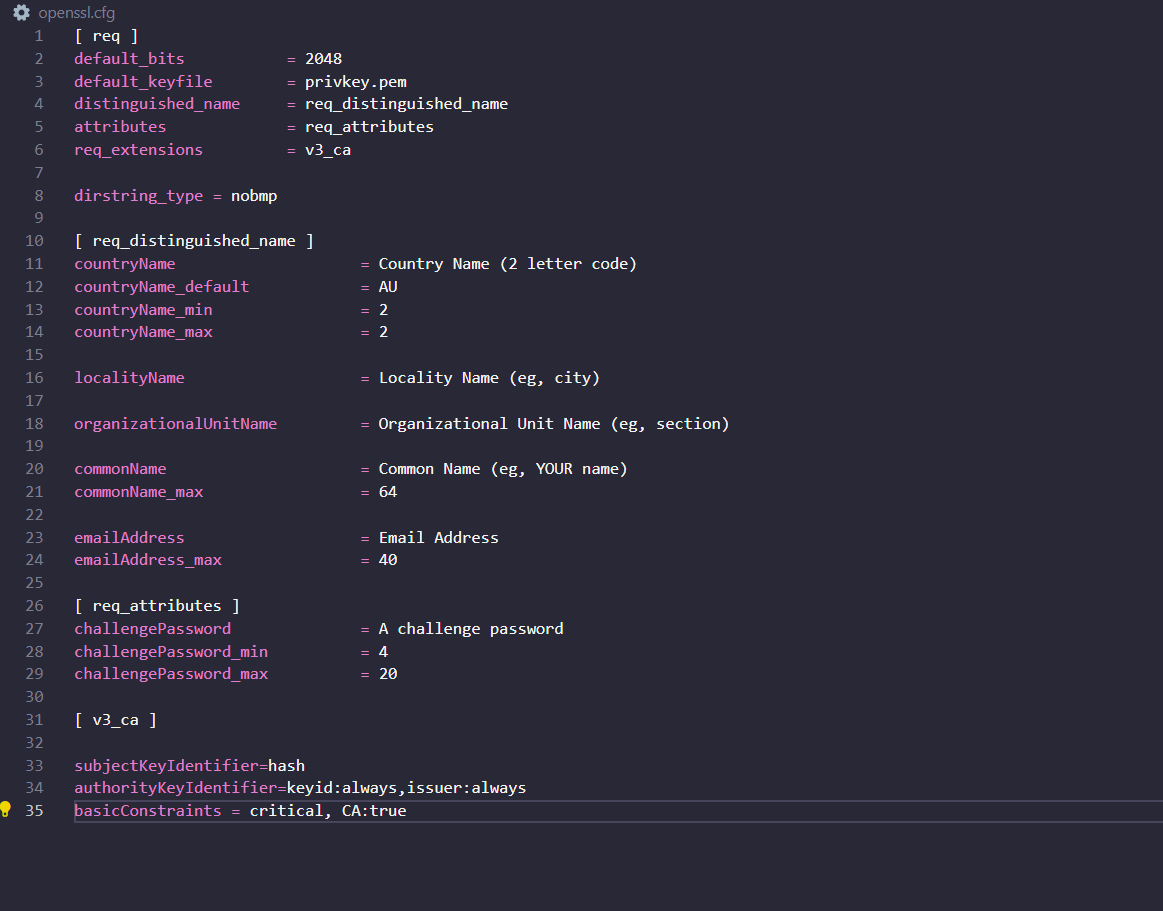 openssl.cfg
1 [ req ]
2 default_bits = 2048
3 default_keyfile = privkey.pem
4 distinguished_name = req_distinguished_name
5 attributes = req_attributes
6 req_extensions = v3_ca
7
8 dirstring_type = nobmp
9
10 [ req_distinguished_name ]
11 countryName = Country Name (2 letter code)
12 countryName_default = AU
13 countryName_min = 2
14 countryName_max = 2
15
16 localityName = Locality Name (eg, city)
17
18 organizationalUnitName = Organizational Unit Name (eg, section)
19
20 commonName = Common Name (eg, YOUR name)
21 commonName_max = 64
22
23 emailAddress = Email Address
24 emailAddress_max = 40
25
26 [ req_attributes ]
27 challengePassword = A challenge password
28 challengePassword_min = 4
29 challengePassword_max = 20
30
31 [ v3_ca ]
32
33 subjectKeyIdentifier=hash
34 authorityKeyIdentifier=keyid:always,issuer:always
35 basicConstraints = critical, CA:true